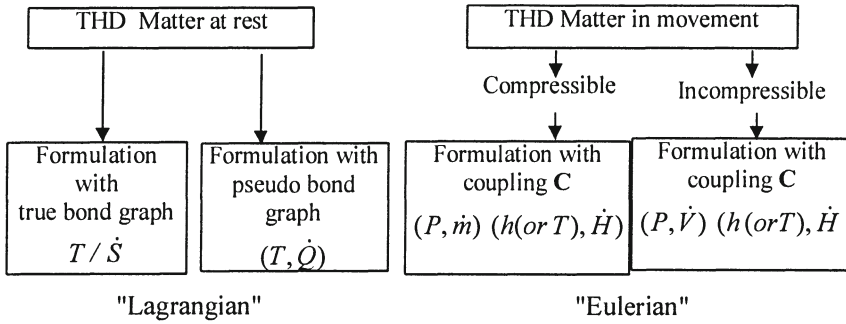 THD Matter at rest
THD Matter in movement
Compressible
Incompressible
Formulation
with
true bond graph
T / Ṡ
Formulation with
pseudo bond
graph
(T, Q̇)
Formulation with
coupling C
(P, ṁ) (h(or T), Ḣ)
Formulation with
coupling C
(P, V̇) (h(orT), Ḣ
"Lagrangian"
"Eulerian"